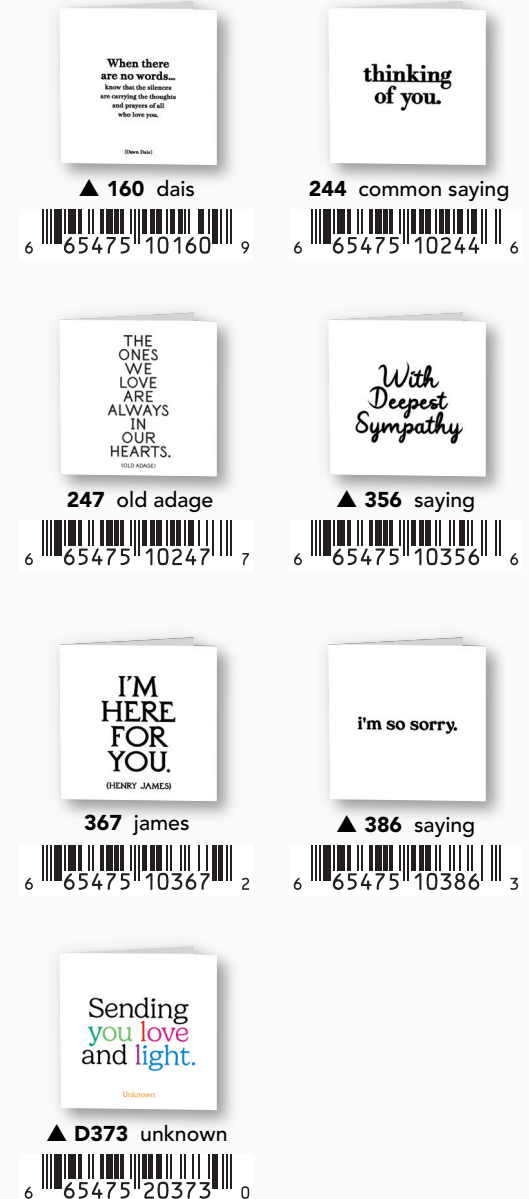 When there
are no words...
know that the silences
are carrying the thoughts
and prayers of all
who love you.
(Dawn Dais)
▲ 160 dais
6 65475 10160 9
thinking
of you.
244 common saying
6 65475 10244 6
THE
ONES
WE
LOVE
ARE
ALWAYS
IN
OUR
HEARTS.
(OLD ADAGE)
247 old adage
6 65475 10247 7
With
Deepest
Sympathy
▲ 356 saying
6 65475 10356 6
I'M
HERE
FOR
YOU.
(HENRY JAMES)
367 james
6 65475 10367 2
i'm so sorry.
▲ 386 saying
6 65475 10386 3
Sending
you love
and light.
Unknown
▲ D373 unknown
6 65475 20373 0